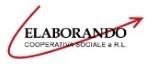 ELABORANDO
COOPERATIVA SOCIALE a R.L.